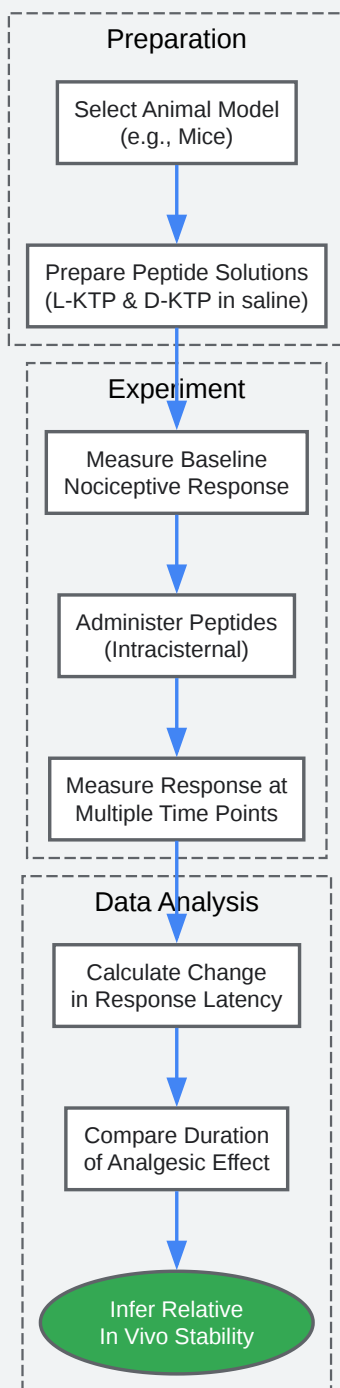 Preparation
Select Animal Model
(e.g., Mice)
Prepare Peptide Solutions
(L-KTP & D-KTP in saline)
Experiment
Measure Baseline
Nociceptive Response
Administer Peptides
(Intracisternal)
Measure Response at
Multiple Time Points
Data Analysis
Calculate Change
in Response Latency
Compare Duration
of Analgesic Effect
Infer Relative
In Vivo Stability